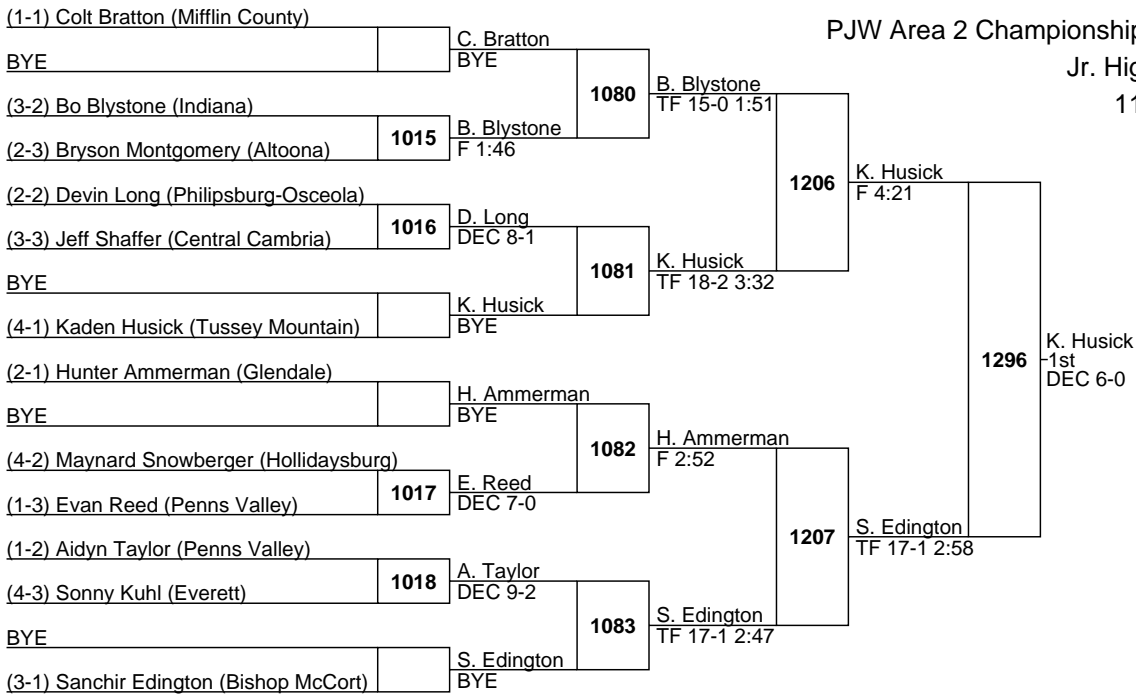 PJW Area 2 Championship
Jr. Hig
11
(1-1) Colt Bratton (Mifflin County)
BYE
(3-2) Bo Blystone (Indiana)
(2-3) Bryson Montgomery (Altoona)
(2-2) Devin Long (Philipsburg-Osceola)
(3-3) Jeff Shaffer (Central Cambria)
BYE
(4-1) Kaden Husick (Tussey Mountain)
(2-1) Hunter Ammerman (Glendale)
BYE
(4-2) Maynard Snowberger (Hollidaysburg)
(1-3) Evan Reed (Penns Valley)
(1-2) Aidyn Taylor (Penns Valley)
(4-3) Sonny Kuhl (Everett)
BYE
(3-1) Sanchir Edington (Bishop McCort)
1015
1016
1017
1018
C. Bratton
BYE
B. Blystone
F 1:46
D. Long
DEC 8-1
K. Husick
BYE
H. Ammerman
BYE
E. Reed
DEC 7-0
A. Taylor
DEC 9-2
S. Edington
BYE
1080
1081
1082
1083
B. Blystone
TF 15-0 1:51
K. Husick
TF 18-2 3:32
H. Ammerman
F 2:52
S. Edington
TF 17-1 2:47
1206
1207
K. Husick
F 4:21
S. Edington
TF 17-1 2:58
1296
K. Husick
1st
DEC 6-0